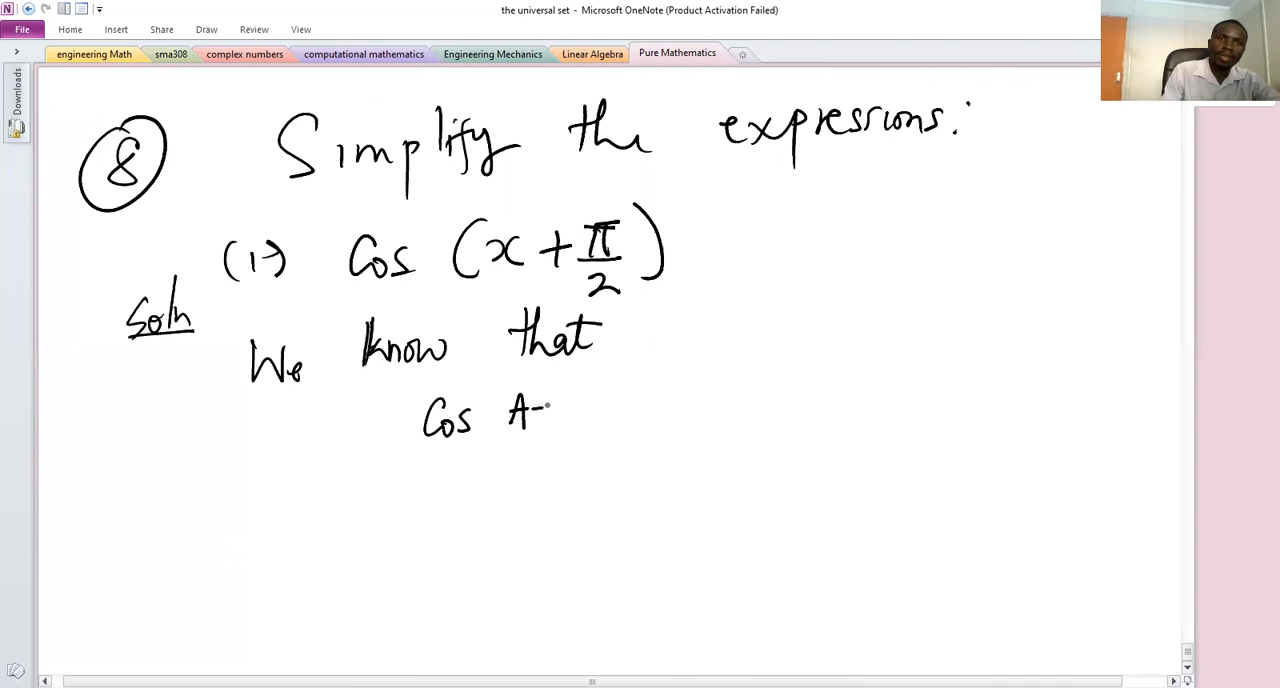 the universal set - Microsoft OneNote (Product Activation Failed)
File Home Insert Share Draw Review View
engineering Math sma308 complex numbers computational mathematics Engineering Mechanics Linear Algebra Pure Mathematics
Downloads
8 Simplify the expressions:
(1) Cos (x + π/2)
Soln
We know that
Cos A-